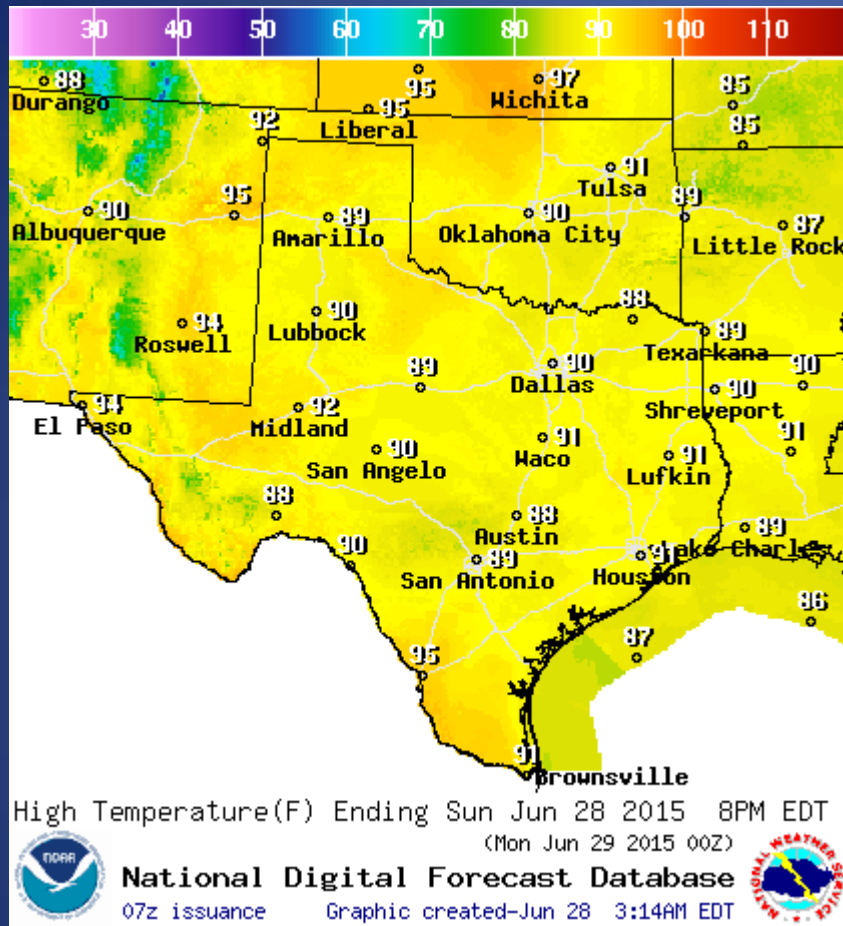 30 40 50 60 70 80 90 100 110
88
Durango
95
97
Wichita
95
Liberal
85
92
85
91
Tulsa
95
90
Albuquerque
89
Amarillo
90
Oklahoma City
89
87
Little Rock
94
Roswell
90
Lubbock
88
89
Texarkana
89
90
Dallas
90
90
Shreveport
94
El Paso
92
Midland
90
San Angelo
91
Waco
91
Lufkin
91
88
88
Austin
89
Lake Charles
90
89
San Antonio
91
Houston
86
87
95
91
Brownsville
High Temperature(F) Ending Sun Jun 28 2015 8PM EDT
(Mon Jun 29 2015 00Z)
NOAA
National Digital Forecast Database
07z issuance Graphic created-Jun 28 3:14AM EDT
NATIONAL WEATHER SERVICE